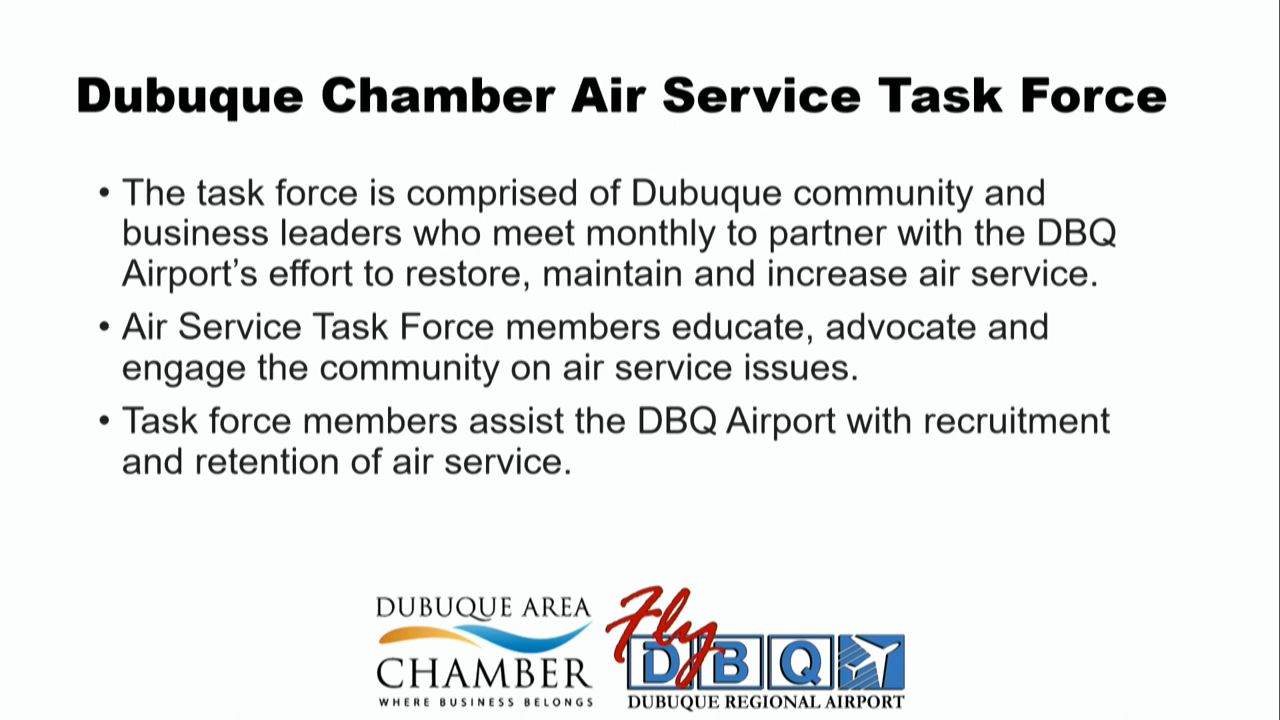 Dubuque Chamber Air Service Task Force
• The task force is comprised of Dubuque community and
business leaders who meet monthly to partner with the DBQ
Airport’s effort to restore, maintain and increase air service.
• Air Service Task Force members educate, advocate and
engage the community on air service issues.
• Task force members assist the DBQ Airport with recruitment
and retention of air service.
DUBUQUE AREA
CHAMBER
WHERE BUSINESS BELONGS
Fly
DBQ
DUBUQUE REGIONAL AIRPORT